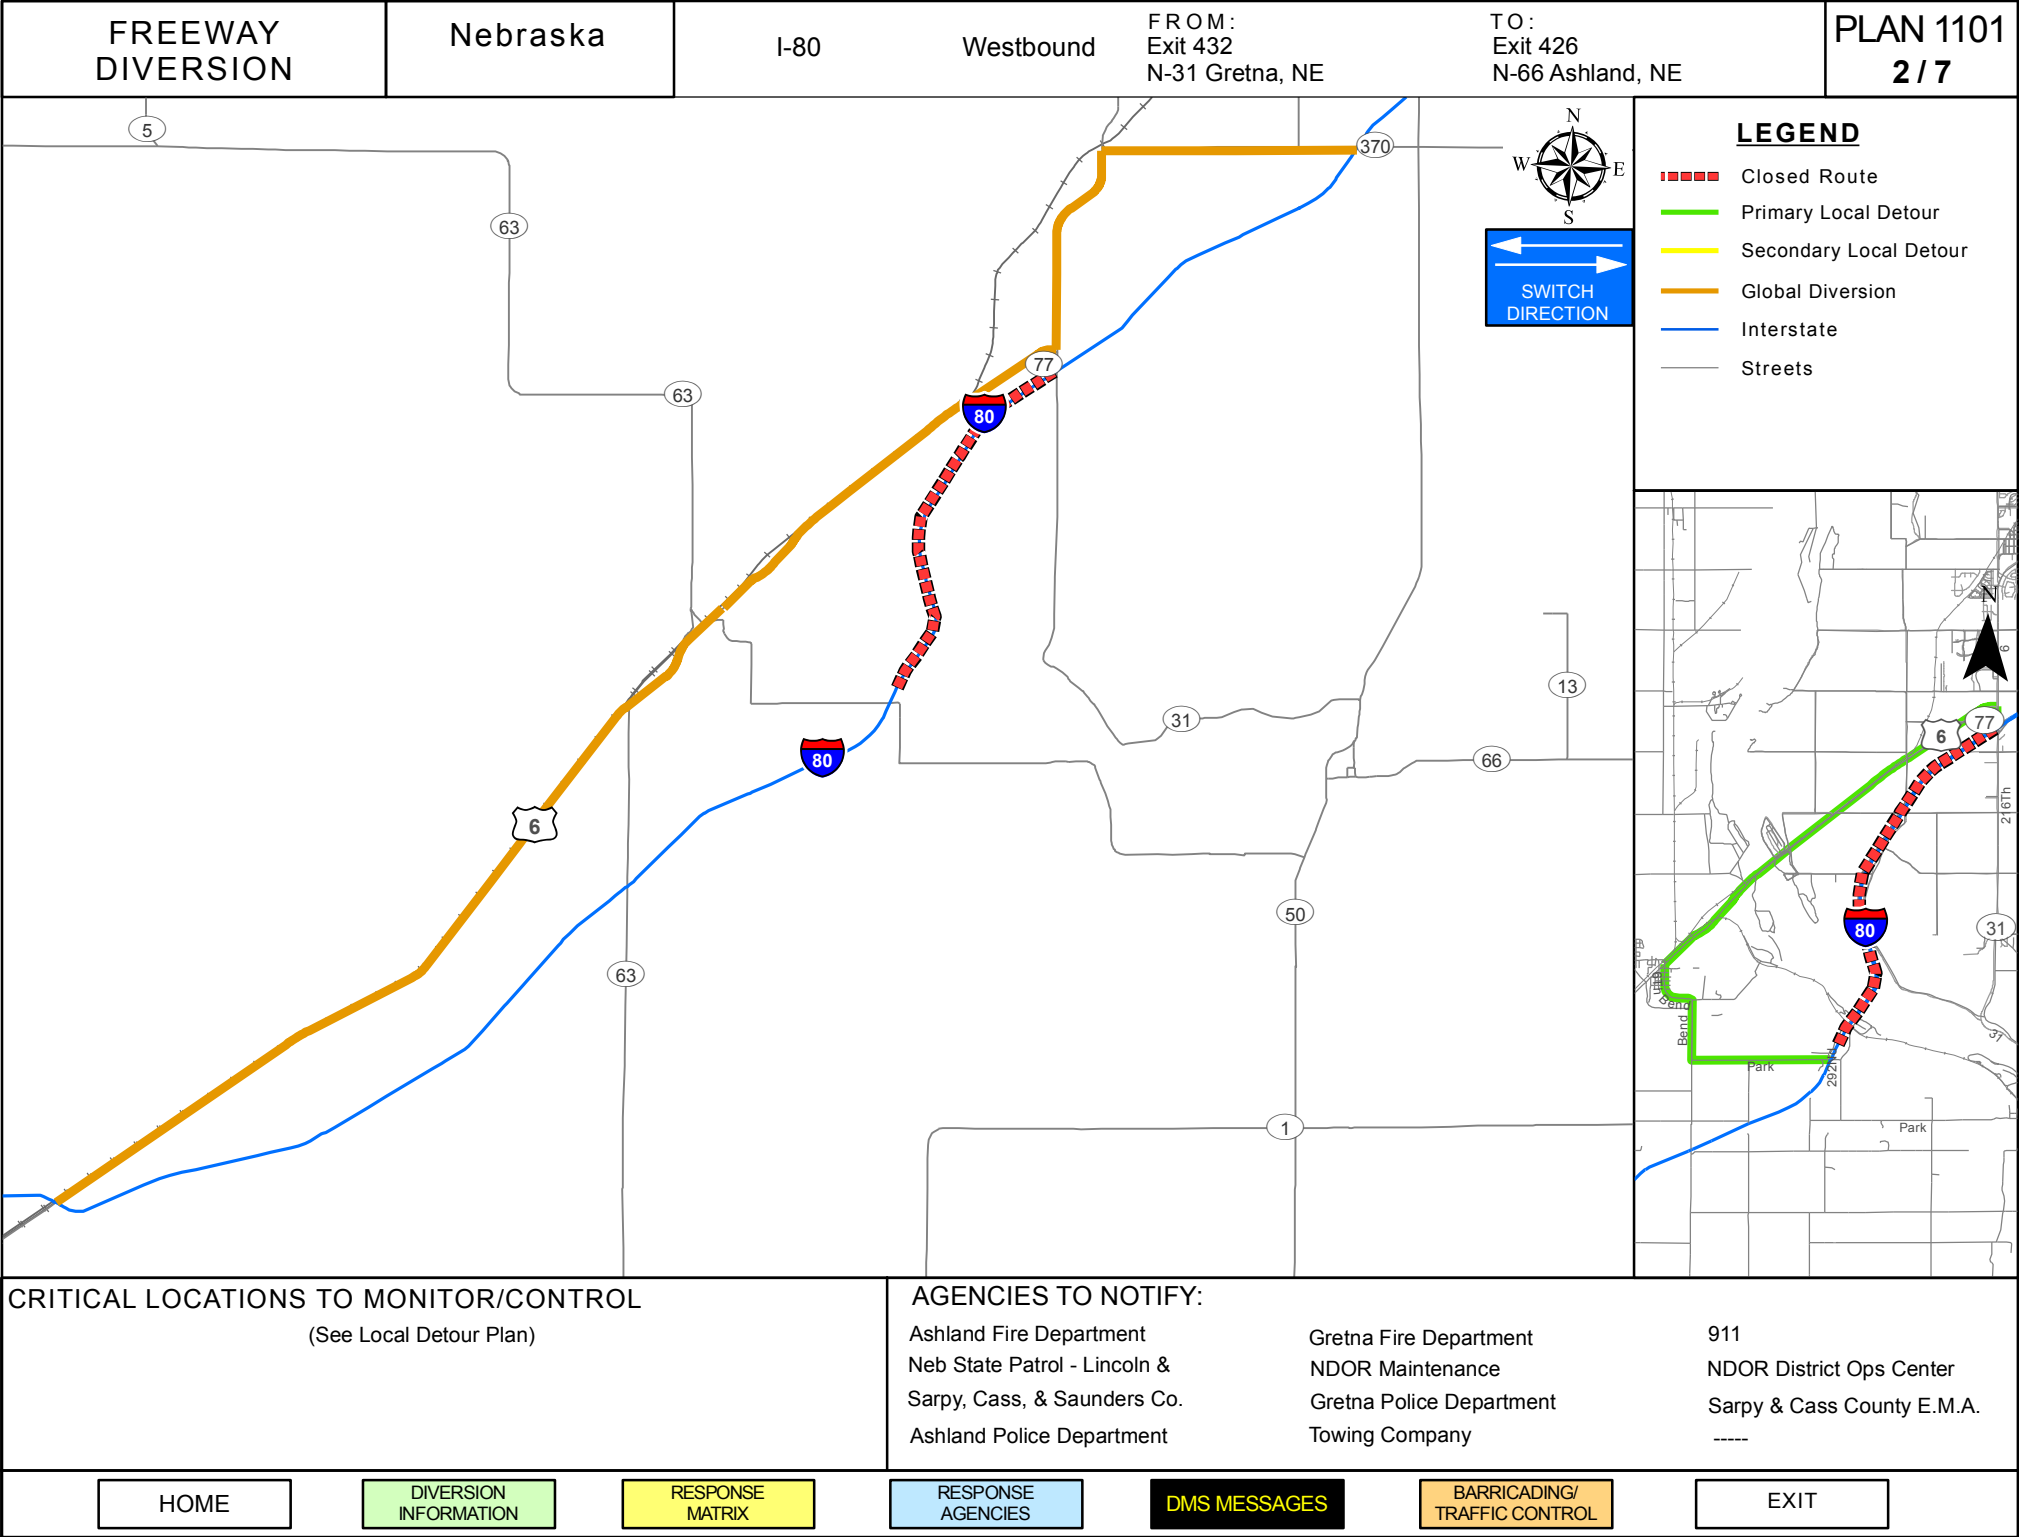 FREEWAY
DIVERSION
Nebraska
I-80
Westbound
FROM:
Exit 432
N-31 Gretna, NE
TO:
Exit 426
N-66 Ashland, NE
PLAN 1101
2 / 7
5
63
63
370
77
80
80
6
63
31
66
13
50
1
N
W
E
S
SWITCH
DIRECTION
LEGEND
Closed Route
Primary Local Detour
Secondary Local Detour
Global Diversion
Interstate
Streets
N
6
77
6
216Th
80
31
31
Bend
Bend
Park
292Nd
Park
CRITICAL LOCATIONS TO MONITOR/CONTROL
(See Local Detour Plan)
AGENCIES TO NOTIFY:
Ashland Fire Department
Neb State Patrol - Lincoln &
Sarpy, Cass, & Saunders Co.
Ashland Police Department
Gretna Fire Department
NDOR Maintenance
Gretna Police Department
Towing Company
911
NDOR District Ops Center
Sarpy & Cass County E.M.A.
-----
HOME
DIVERSION
INFORMATION
RESPONSE
MATRIX
RESPONSE
AGENCIES
DMS MESSAGES
BARRICADING/
TRAFFIC CONTROL
EXIT